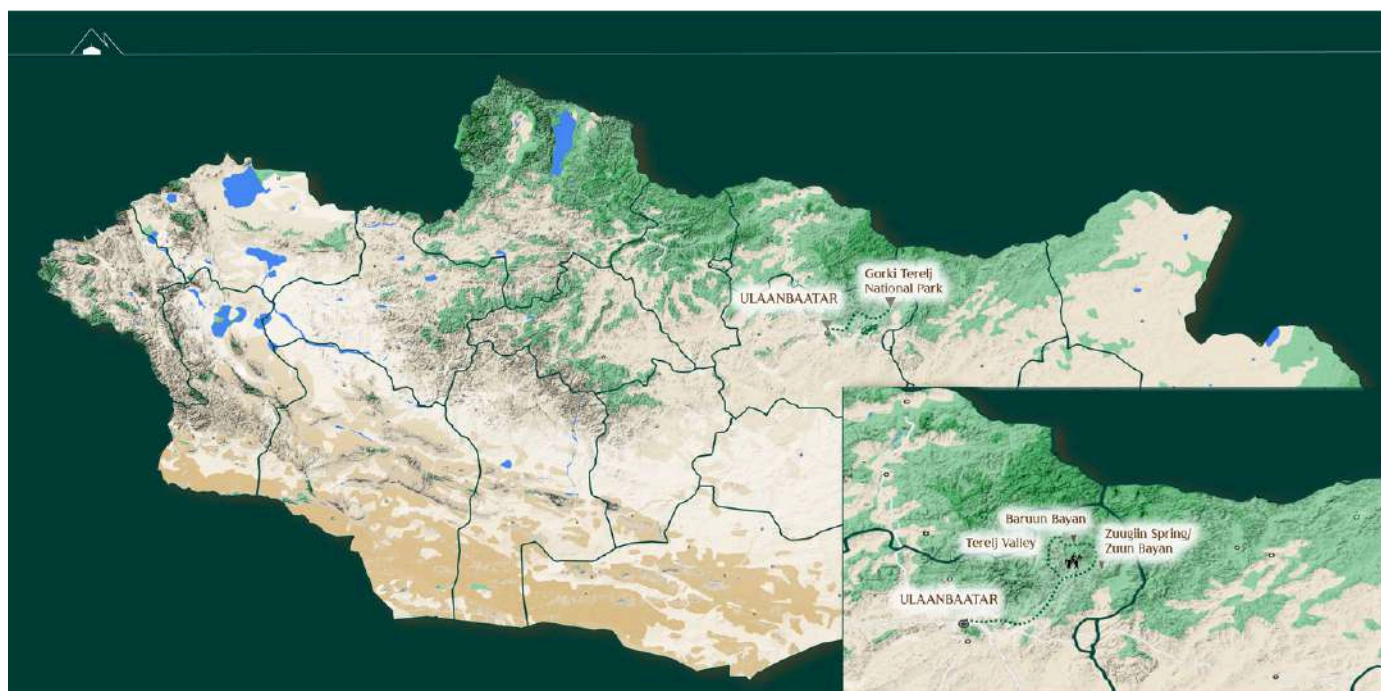 Gorki Terelj
National Park
ULAANBAATAR
Baruun Bayan
Terelj Valley
Zuugiin Spring/
Zuun Bayan
ULAANBAATAR